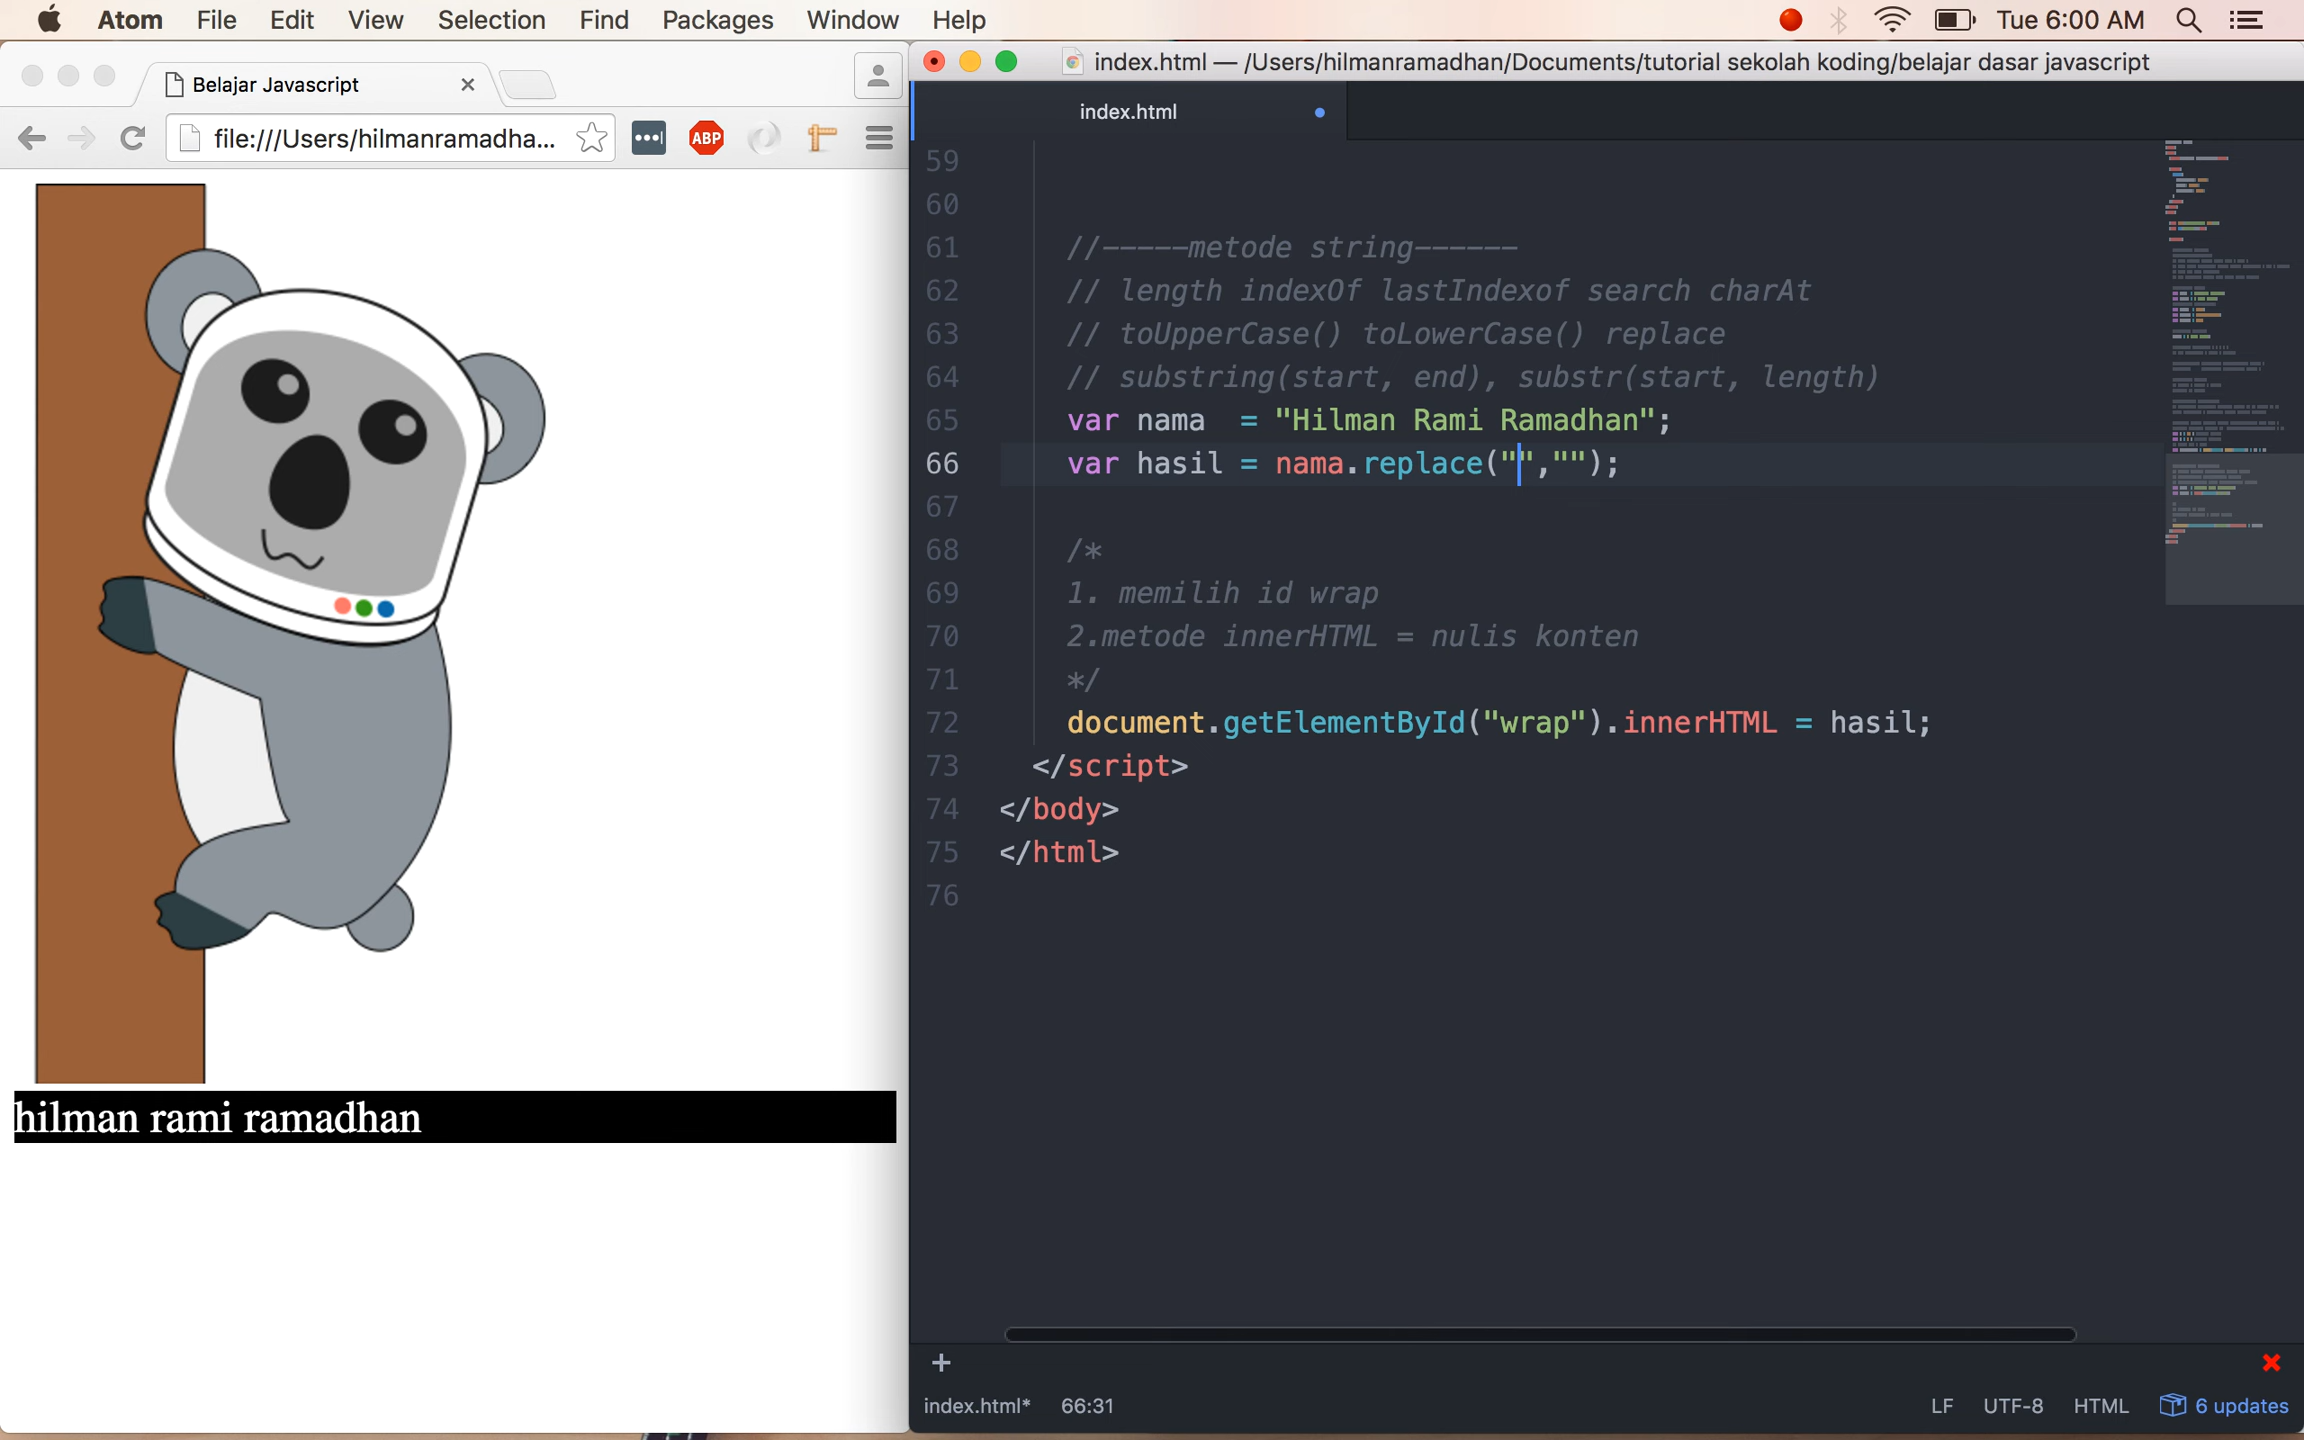 Atom File Edit View Selection Find Packages Window Help Tue 6:00 AM
Belajar Javascript
file:///Users/hilmanramadha...
ABP
index.html — /Users/hilmanramadhan/Documents/tutorial sekolah koding/belajar dasar javascript
index.html
59
60
61 //-----metode string------
62 // length indexOf lastIndexof search charAt
63 // toUpperCase() toLowerCase() replace
64 // substring(start, end), substr(start, length)
65 var nama  = "Hilman Rami Ramadhan";
66 var hasil = nama.replace("","");
67
68 /*
69 1. memilih id wrap
70 2.metode innerHTML = nulis konten
71 */
72 document.getElementById("wrap").innerHTML = hasil;
73 </script>
74 </body>
75 </html>
76
hilman rami ramadhan
index.html* 66:31 LF UTF-8 HTML 6 updates